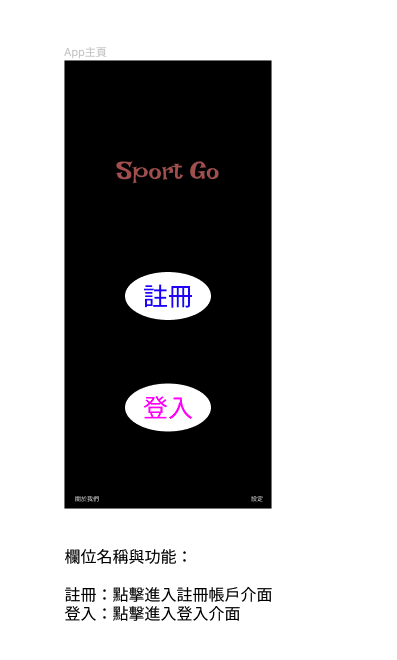 App主頁
Sport Go
註冊
登入
關於我們
設定
欄位名稱與功能：
註冊：點擊進入註冊帳戶介面
登入：點擊進入登入介面